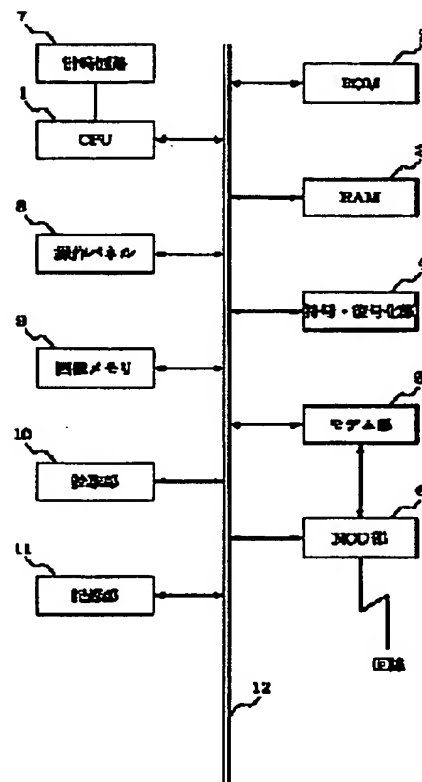 7
計時回路
1
CPU
8
操作パネル
9
画像メモリ
10
読取部
11
記録部
ROM
RAM
4
符号・復号化部
モデム部
6
NCU部
回線
12